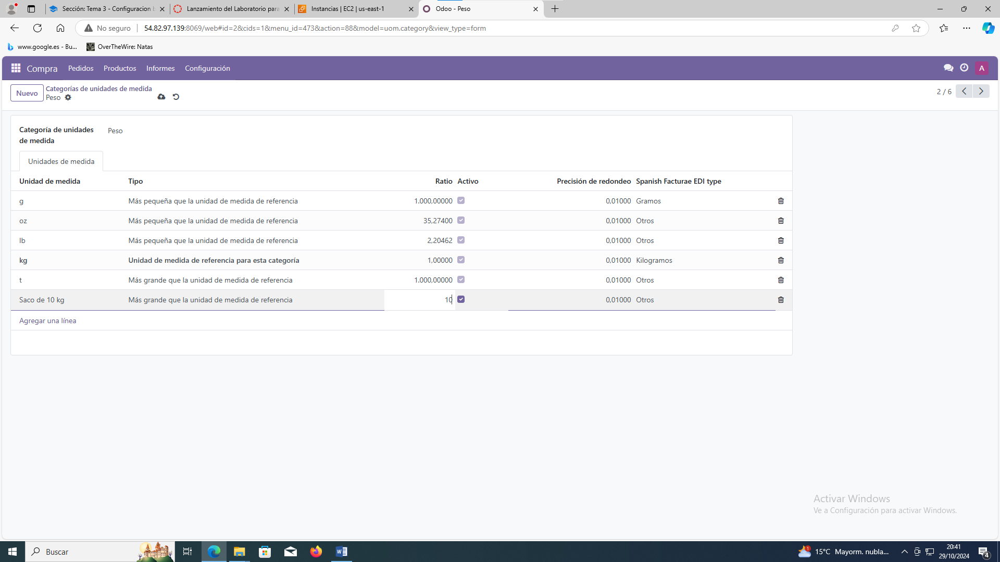 Sección: Tema 3 - Configuracion b
Lanzamiento del Laboratorio para
Instancias | EC2 | us-east-1
Odoo - Peso
No seguro
54.82.97.139:8069/web#id=2&cids=1&menu_id=473&action=88&model=uom.category&view_type=form
www.google.es - Bu...
OverTheWire: Natas
Compra
Pedidos
Productos
Informes
Configuración
A
Nuevo
Categorías de unidades de medida
Peso
2 / 6
Categoría de unidades
de medida
Peso
Unidades de medida
Unidad de medida Tipo Ratio Activo Precisión de redondeo Spanish Facturae EDI type
g Más pequeña que la unidad de medida de referencia 1.000,00000 0,01000 Gramos
oz Más pequeña que la unidad de medida de referencia 35,27400 0,01000 Otros
lb Más pequeña que la unidad de medida de referencia 2,20462 0,01000 Otros
kg Unidad de medida de referencia para esta categoría 1,00000 0,01000 Kilogramos
t Más grande que la unidad de medida de referencia 1.000,00000 0,01000 Otros
Saco de 10 kg Más grande que la unidad de medida de referencia 10 0,01000 Otros
Agregar una línea
Activar Windows
Ve a Configuración para activar Windows.
Buscar
1
15°C Mayorm. nubla...
20:41
29/10/2024
4